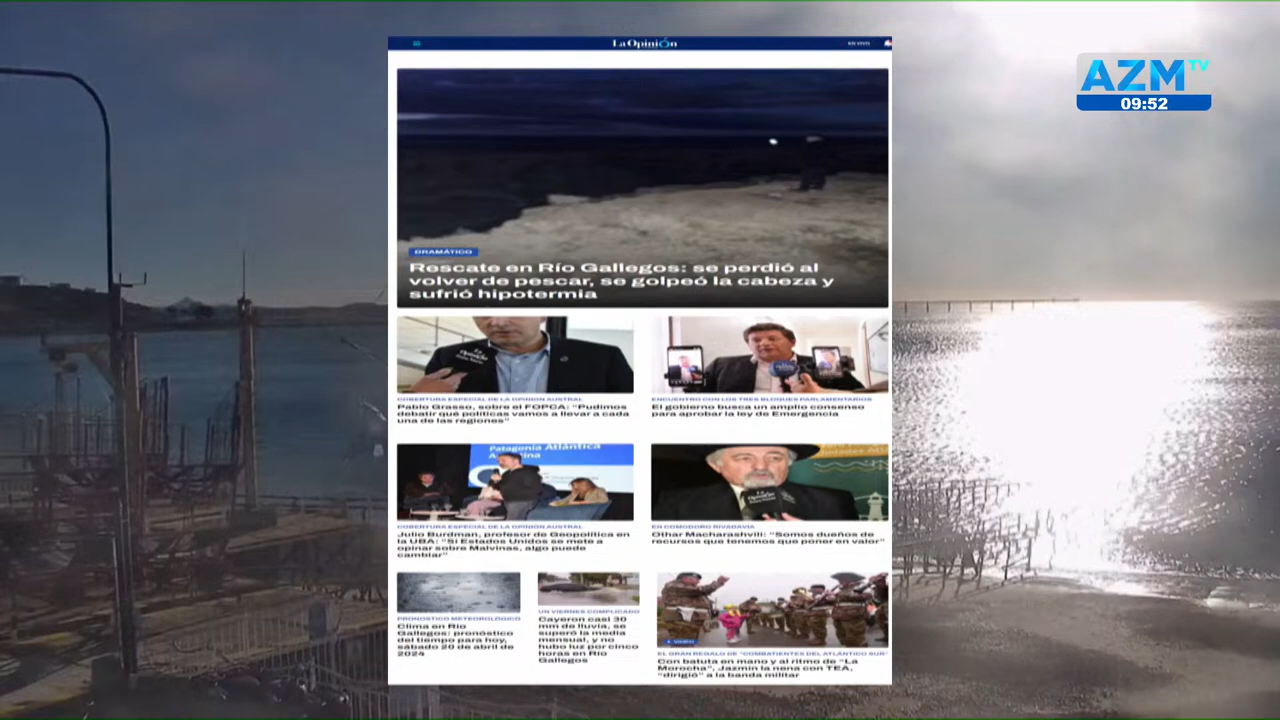 La Opinión
EN VIVO
AZM TV
09:52
DRAMÁTICO
Rescate en Río Gallegos: se perdió al
volver de pescar, se golpeó la cabeza y
sufrió hipotermia
COBERTURA ESPECIAL DE LA OPINION AUSTRAL
Pablo Grasso, sobre el FOPCA: "Pudimos
debatir qué políticas vamos a llevar a cada
una de las regiones"
ENCUENTRO CON LOS TRES BLOQUES PARLAMENTARIOS
El gobierno busca un amplio consenso
para aprobar la ley de Emergencia
Patagonia Atlántica
COBERTURA ESPECIAL DE LA OPINION AUSTRAL
Julio Burdman, profesor de Geopolítica en
la UBA: "Si Estados Unidos se mete a
opinar sobre Malvinas, algo puede
cambiar"
EN COMODORO RIVADAVIA
Othar Macharashvili: "Somos dueños de
recursos que tenemos que poner en valor"
PRONOSTICO METEOROLÓGICO
Clima en Río
Gallegos: pronóstico
del tiempo para hoy,
sábado 20 de abril de
2024
UN VIERNES COMPLICADO
Cayeron casi 30
mm de lluvia, se
superó la media
mensual, y no
hubo luz por cinco
horas en Río
Gallegos
VIDEO
EL GRAN REGALO DE "COMBATIENTES DEL ATLÁNTICO SUR"
Con batuta en mano y al ritmo de "La
Morocha", Jazmín la nena con TEA,
"dirigió" a la banda militar